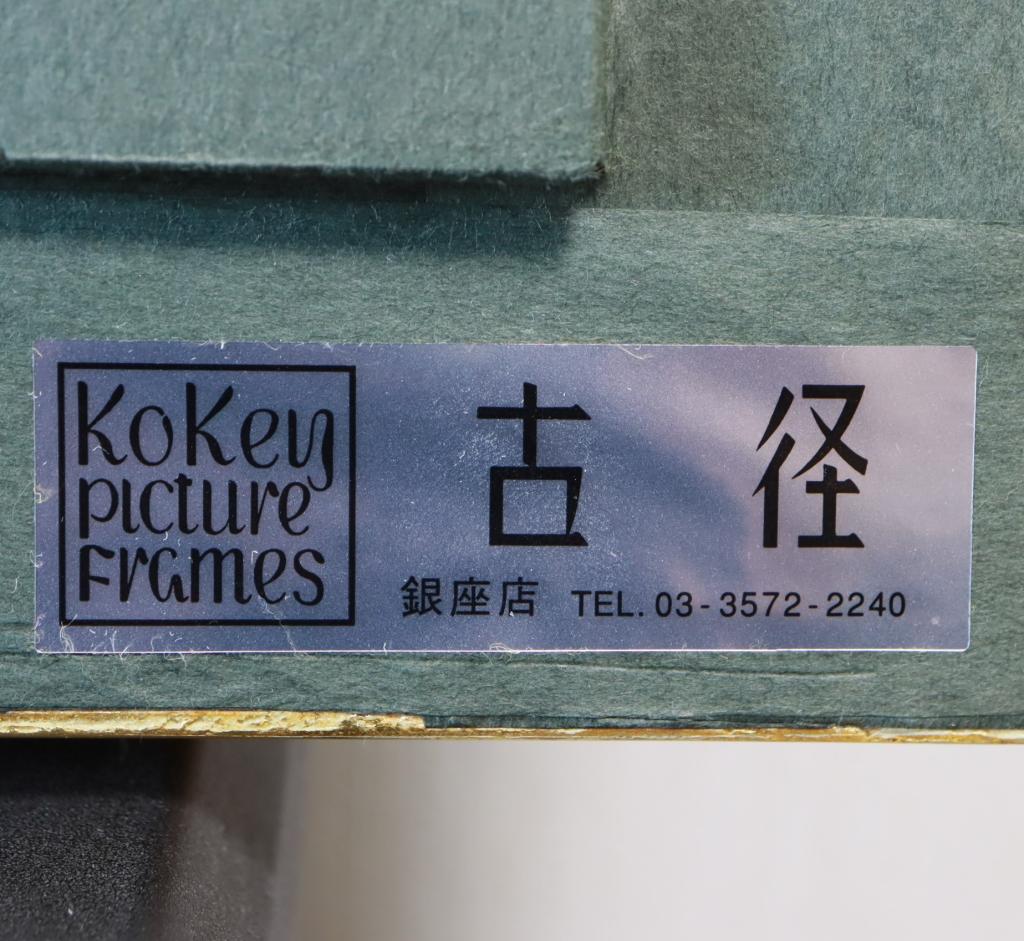 KoKey
picture
Frames
古径
銀座店 TEL. 03-3572-2240